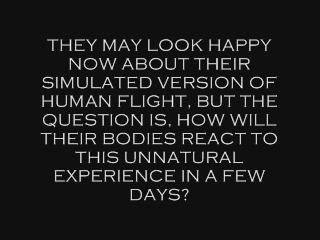 THEY MAY LOOK HAPPY
NOW ABOUT THEIR
SIMULATED VERSION OF
HUMAN FLIGHT, BUT THE
QUESTION IS, HOW WILL
THEIR BODIES REACT TO
THIS UNNATURAL
EXPERIENCE IN A FEW
DAYS?